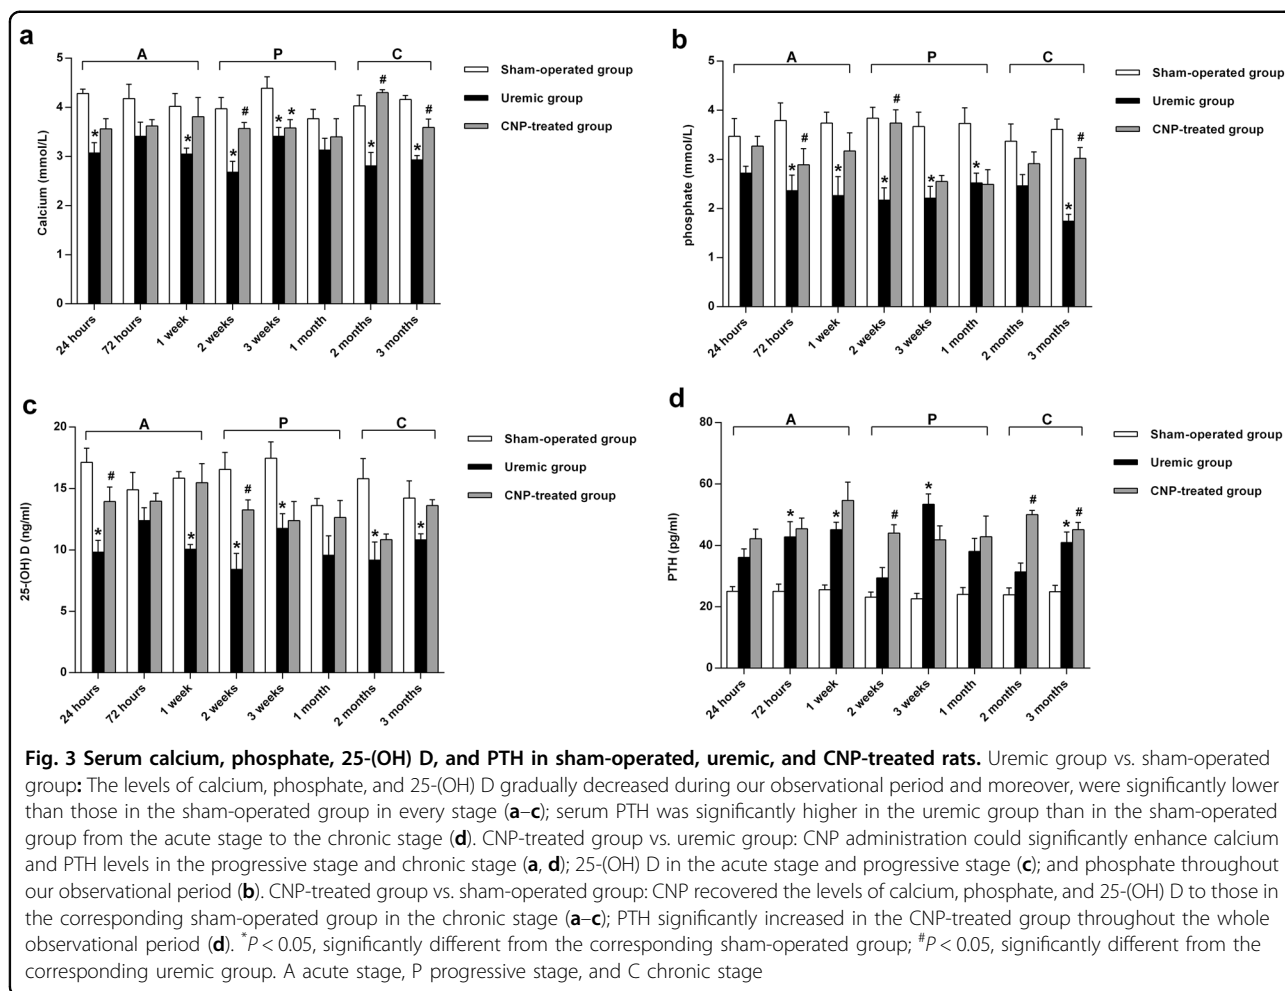 a
A
P
C
5
4
3
2
1
0
Calcium (mmol/L)
* * * * * * * # # #
24 hours
72 hours
1 week
2 weeks
3 weeks
1 month
2 months
3 months
Sham-operated group
Uremic group
CNP-treated group
b
A
P
C
5
4
3
2
1
0
phosphate (mmol/L)
* # * * # * * * #
24 hours
72 hours
1 week
2 weeks
3 weeks
1 month
2 months
3 months
Sham-operated group
Uremic group
CNP-treated group
c
A
P
C
20
15
10
5
0
25-(OH) D (ng/ml)
* # * * # * * *
24 hours
72 hours
1 week
2 weeks
3 weeks
1 month
2 months
3 months
Sham-operated group
Uremic group
CNP-treated group
d
A
P
C
80
60
40
20
0
PTH (pg/ml)
* * # * # * #
24 hours
72 hours
1 week
2 weeks
3 weeks
1 month
2 months
3 months
Sham-operated group
Uremic group
CNP-treated group
Fig. 3 Serum calcium, phosphate, 25-(OH) D, and PTH in sham-operated, uremic, and CNP-treated rats. Uremic group vs. sham-operated
group: The levels of calcium, phosphate, and 25-(OH) D gradually decreased during our observational period and moreover, were significantly lower
than those in the sham-operated group in every stage (a–c); serum PTH was significantly higher in the uremic group than in the sham-operated
group from the acute stage to the chronic stage (d). CNP-treated group vs. uremic group: CNP administration could significantly enhance calcium
and PTH levels in the progressive stage and chronic stage (a, d); 25-(OH) D in the acute stage and progressive stage (c); and phosphate throughout
our observational period (b). CNP-treated group vs. sham-operated group: CNP recovered the levels of calcium, phosphate, and 25-(OH) D to those in
the corresponding sham-operated group in the chronic stage (a–c); PTH significantly increased in the CNP-treated group throughout the whole
observational period (d). *P < 0.05, significantly different from the corresponding sham-operated group; #P < 0.05, significantly different from the
corresponding uremic group. A acute stage, P progressive stage, and C chronic stage